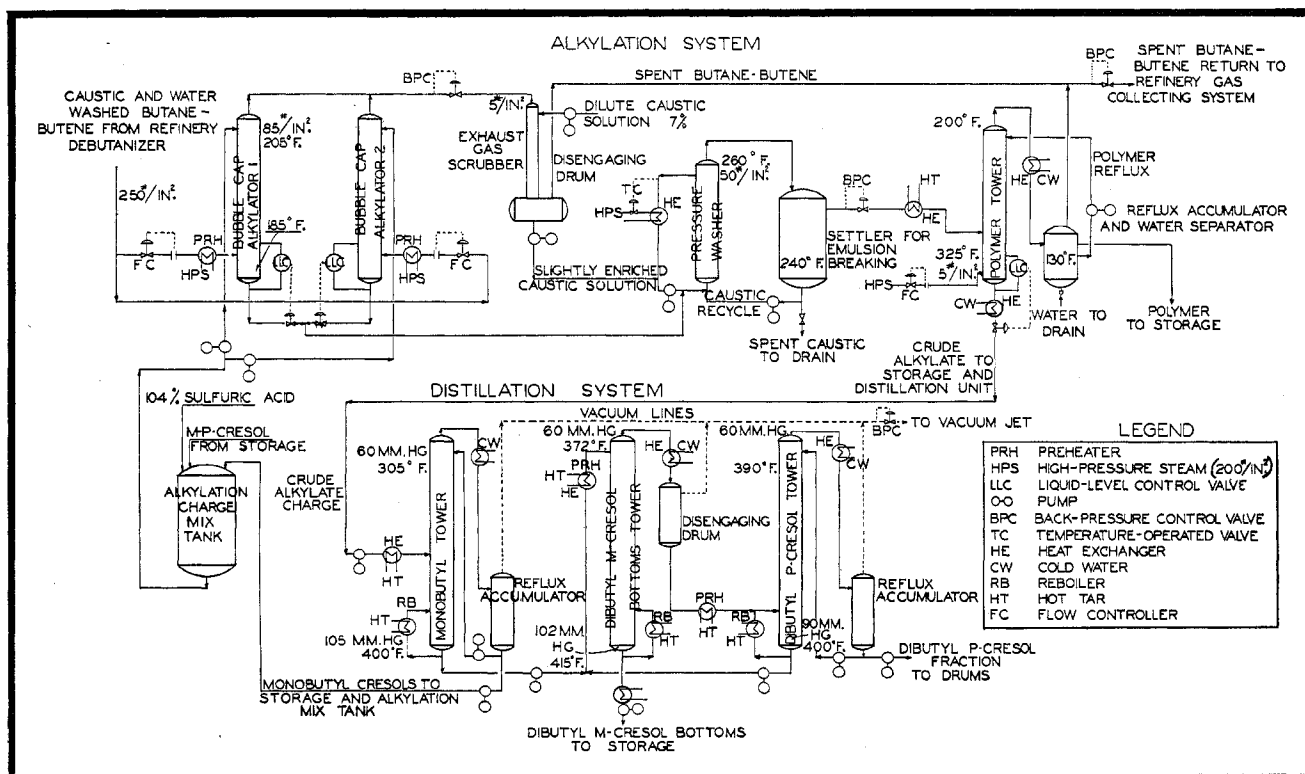 ALKYLATION SYSTEM
CAUSTIC AND WATER
WASHED BUTANE-
BUTENE FROM REFINERY
DEBUTANIZER
250#/IN.²
FC
PRH
HPS
85#/IN.²
205°F.
BUBBLE CAP
ALKYLATOR 1
185°F.
LLC
BUBBLE CAP
ALKYLATOR 2
LLC
PRH
HPS
FC
BPC
5#/IN.²
EXHAUST
GAS
SCRUBBER
SPENT BUTANE-BUTENE
DILUTE CAUSTIC
SOLUTION 7%
DISENGAGING
DRUM
TC
HPS
HE
SLIGHTLY ENRICHED
CAUSTIC SOLUTION
PRESSURE
WASHER
260°F.
50#/IN.²
CAUSTIC
RECYCLE
240°F.
SETTLER FOR
EMULSION
BREAKING
SPENT CAUSTIC
TO DRAIN
BPC
HT
HE
200°F.
POLYMER TOWER
325°F.
5#/IN.²
HPS
FC
CW
HE
LLC
HE
CW
BPC
SPENT BUTANE-
BUTENE RETURN TO
REFINERY GAS
COLLECTING SYSTEM
POLYMER
REFLUX
REFLUX ACCUMULATOR
AND WATER SEPARATOR
130°F.
WATER TO
DRAIN
POLYMER
TO STORAGE
CRUDE
ALKYLATE TO
STORAGE AND
DISTILLATION UNIT
DISTILLATION SYSTEM
104% SULFURIC ACID
M-P-CRESOL
FROM STORAGE
ALKYLATION
CHARGE
MIX
TANK
CRUDE
ALKYLATE
CHARGE
HE
HT
60 MM. HG
305°F.
MONOBUTYL TOWER
CW
RB
HT
105 MM. HG
400°F.
REFLUX
ACCUMULATOR
MONOBUTYL CRESOLS TO
STORAGE AND ALKYLATION
MIX TANK
VACUUM LINES
60 MM. HG
372°F.
HT
PRH
HE
DIBUTYL M-CRESOL
BOTTOMS TOWER
HE
CW
DISENGAGING
DRUM
102 MM.
HG
415°F.
RB
HT
PRH
HT
DIBUTYL M-CRESOL BOTTOMS
TO STORAGE
60 MM. HG
390°F.
DIBUTYL P-CRESOL TOWER
HE
CW
RB
HT
90 MM.
HG
400°F.
BPC
TO VACUUM JET
REFLUX
ACCUMULATOR
DIBUTYL P-CRESOL
FRACTION
TO DRUMS
LEGEND
PRH PREHEATER
HPS HIGH-PRESSURE STEAM (200#/IN.²)
LLC LIQUID-LEVEL CONTROL VALVE
O-O PUMP
BPC BACK-PRESSURE CONTROL VALVE
TC TEMPERATURE-OPERATED VALVE
HE HEAT EXCHANGER
CW COLD WATER
RB REBOILER
HT HOT TAR
FC FLOW CONTROLLER